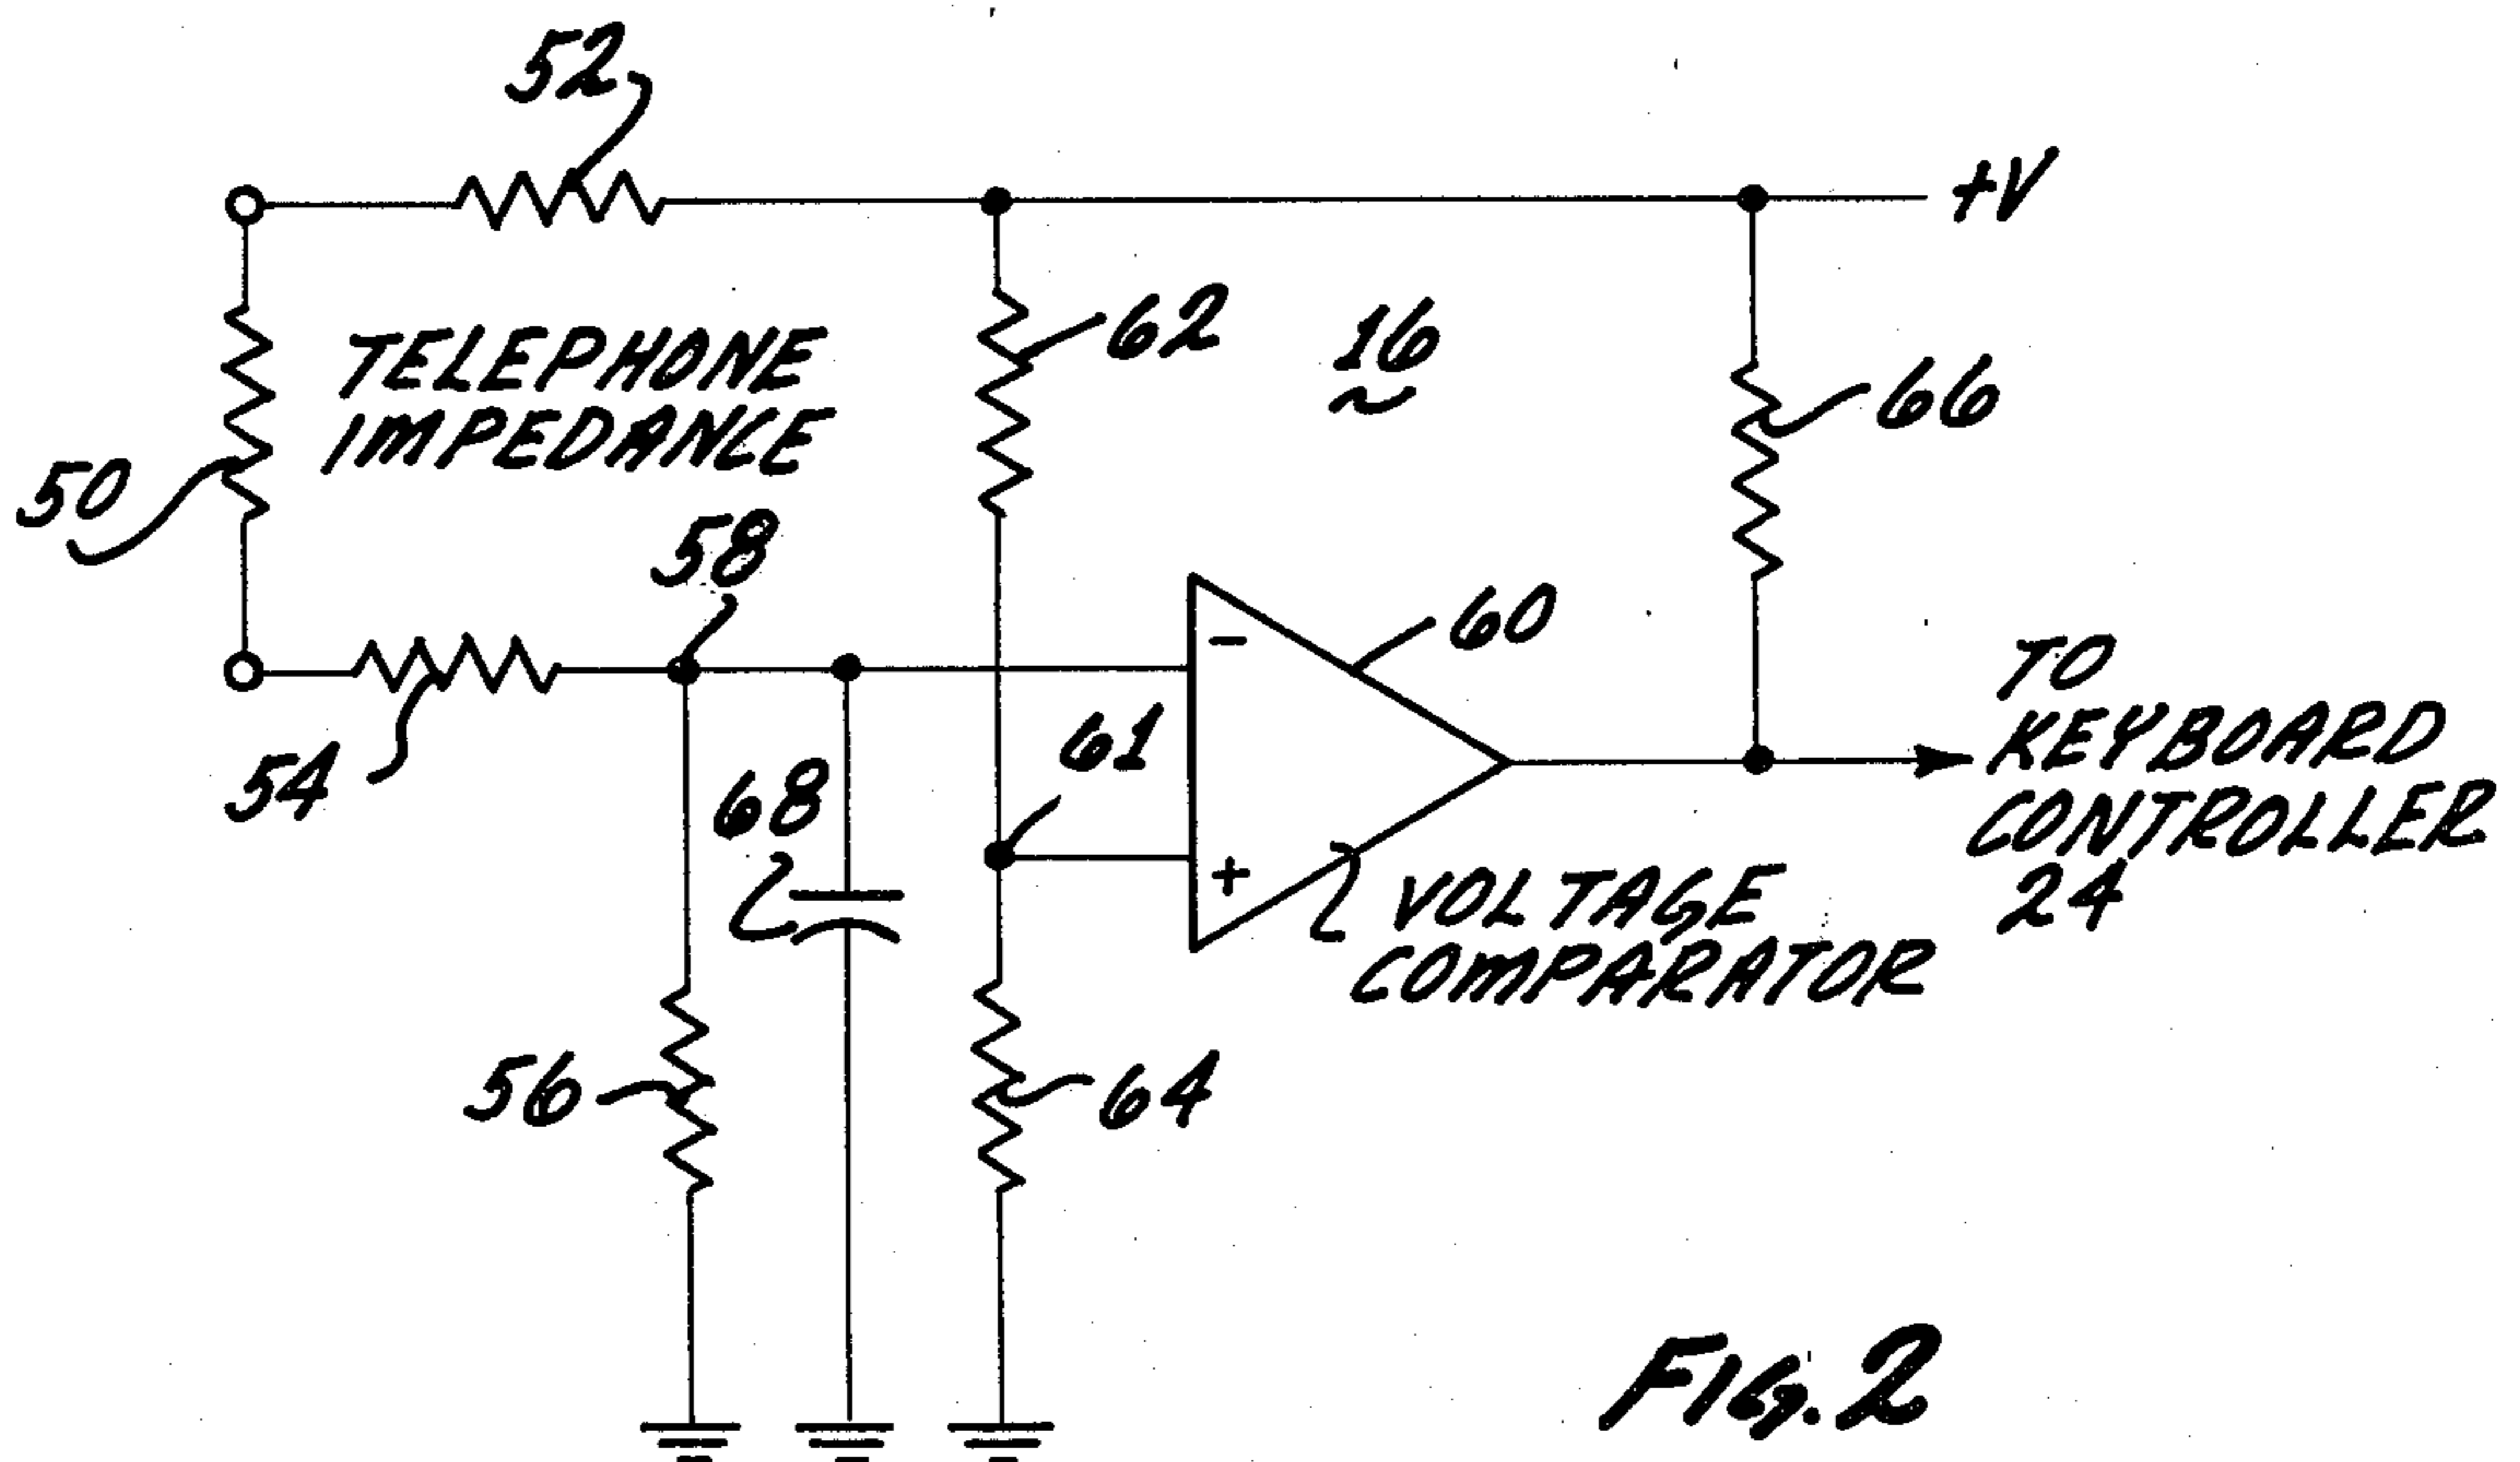 52
+V
62
16
66
TELEPHONE
IMPEDANCE
50
58
-
60
61
54
68
+
TO
KEYBOARD
CONTROLLER
24
VOLTAGE
COMPARATOR
56
64
FIG. 2